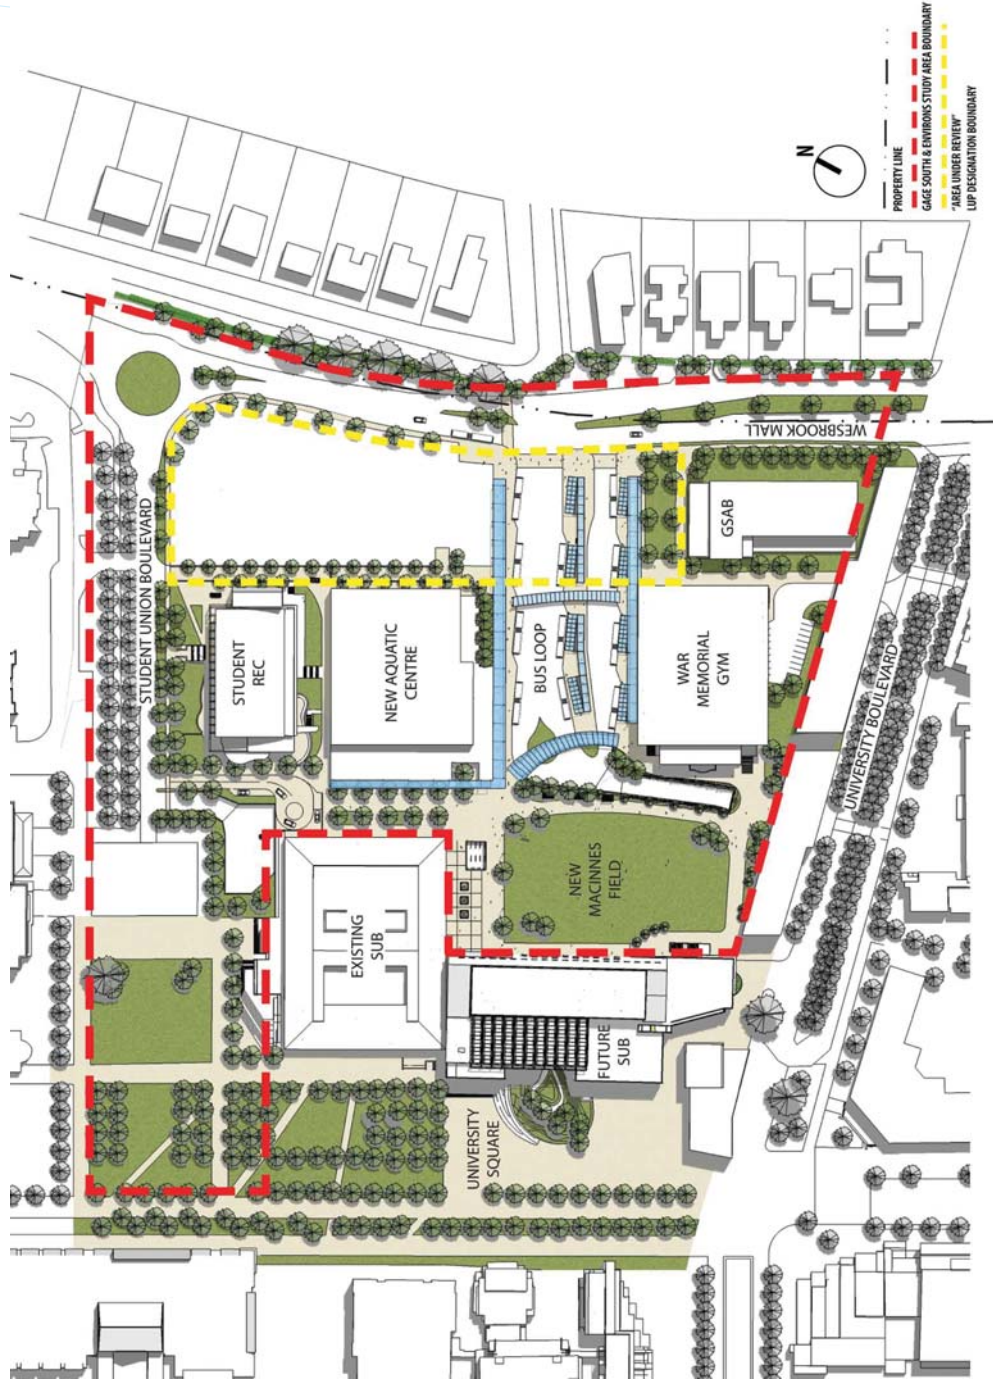 STUDENT UNION BOULEVARD
STUDENT
REC
NEW AQUATIC
CENTRE
BUS LOOP
WAR
MEMORIAL
GYM
GSAB
WESBROOK MALL
UNIVERSITY BOULEVARD
EXISTING
SUB
NEW
MACINNES
FIELD
FUTURE
SUB
UNIVERSITY
SQUARE
N
PROPERTY LINE
GAGE SOUTH & ENVIRONS STUDY AREA BOUNDARY
"AREA UNDER REVIEW"
LUP DESIGNATION BOUNDARY